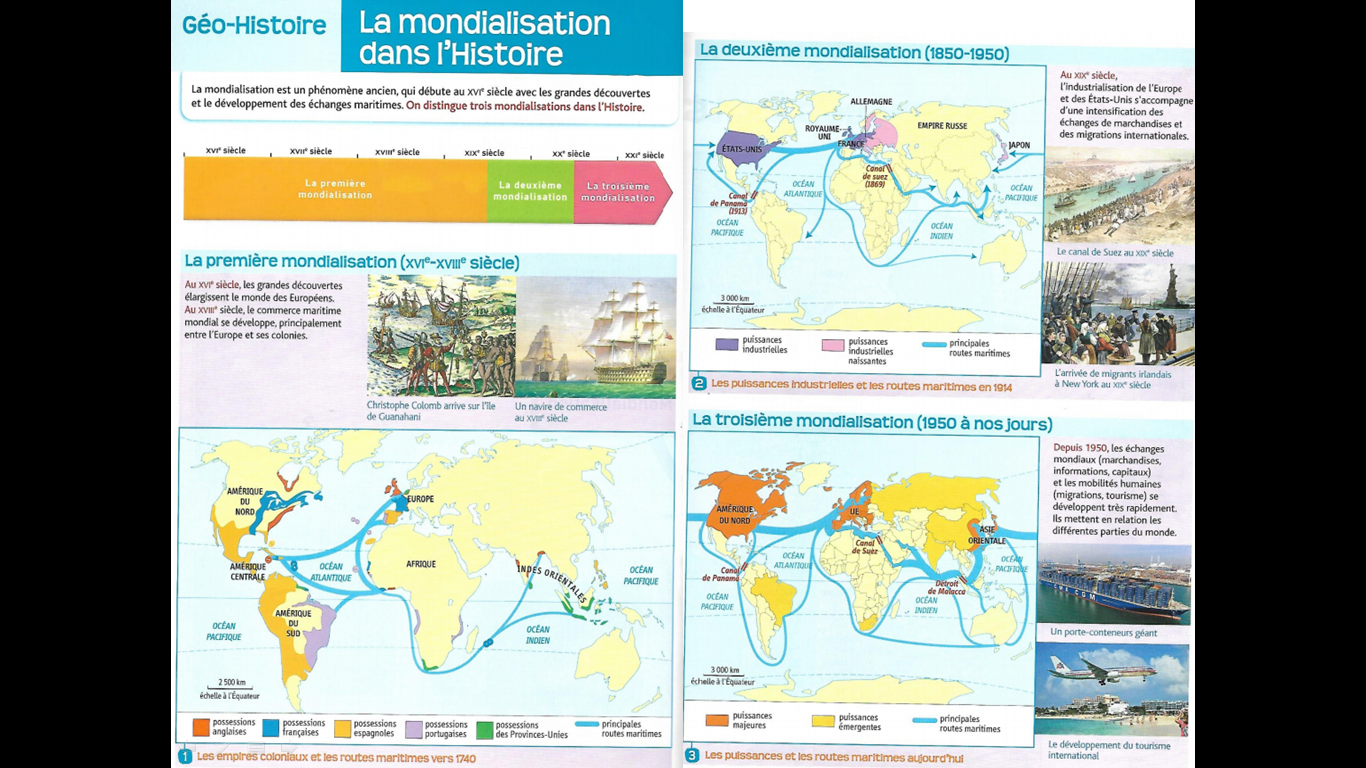 Géo-Histoire
La mondialisation
dans l'Histoire
La mondialisation est un phénomène ancien, qui débute au XVIe siècle avec les grandes découvertes
et le développement des échanges maritimes. On distingue trois mondialisations dans l'Histoire.
XVIe siècle
XVIIe siècle
XVIIIe siècle
XIXe siècle
XXe siècle
XXIe siècle
La première
mondialisation
La deuxième
mondialisation
La troisième
mondialisation
La première mondialisation (XVIe-XVIIIe siècle)
Au XVIe siècle, les grandes découvertes
élargissent le monde des Européens.
Au XVIIIe siècle, le commerce maritime
mondial se développe, principalement
entre l'Europe et ses colonies.
Christophe Colomb arrive sur l'île
de Guanahani
Un navire de commerce
au XVIIIe siècle
AMÉRIQUE
DU
NORD
EUROPE
AMÉRIQUE
CENTRALE
OCÉAN
ATLANTIQUE
AFRIQUE
INDES ORIENTALES
OCÉAN
PACIFIQUE
AMÉRIQUE
DU
SUD
OCÉAN
PACIFIQUE
OCÉAN
INDIEN
2 500 km
échelle à l'Équateur
possessions
anglaises
possessions
françaises
possessions
espagnoles
possessions
portugaises
possessions
des Provinces-Unies
principales
routes maritimes
1 Les empires coloniaux et les routes maritimes vers 1740
La deuxième mondialisation (1850-1950)
ALLEMAGNE
ROYAUME-
UNI
EMPIRE RUSSE
ÉTATS-UNIS
FRANCE
JAPON
Canal
de suez
(1869)
OCÉAN
ATLANTIQUE
Canal
de Panama
(1913)
OCÉAN
PACIFIQUE
OCÉAN
PACIFIQUE
OCÉAN
INDIEN
3 000 km
échelle à l'Équateur
puissances
industrielles
puissances
industrielles
naissantes
principales
routes maritimes
2 Les puissances industrielles et les routes maritimes en 1914
Au XIXe siècle,
l'industrialisation de l'Europe
et des États-Unis s'accompagne
d'une intensification des
échanges de marchandises et
des migrations internationales.
Le canal de Suez au XIXe siècle
L'arrivée de migrants irlandais
à New York au XIXe siècle
La troisième mondialisation (1950 à nos jours)
AMÉRIQUE
DU NORD
UE
ASIE
ORIENTALE
Canal
de Suez
Canal
de Panama
OCÉAN
ATLANTIQUE
OCÉAN
PACIFIQUE
Détroit
de Malacca
OCÉAN
PACIFIQUE
OCÉAN
INDIEN
3 000 km
échelle à l'Équateur
puissances
majeures
puissances
émergentes
principales
routes maritimes
3 Les puissances et les routes maritimes aujourd'hui
Depuis 1950, les échanges
mondiaux (marchandises,
informations, capitaux)
et les mobilités humaines
(migrations, tourisme) se
développent très rapidement.
Ils mettent en relation les
différentes parties du monde.
CGM
Un porte-conteneurs géant
Le développement du tourisme
international